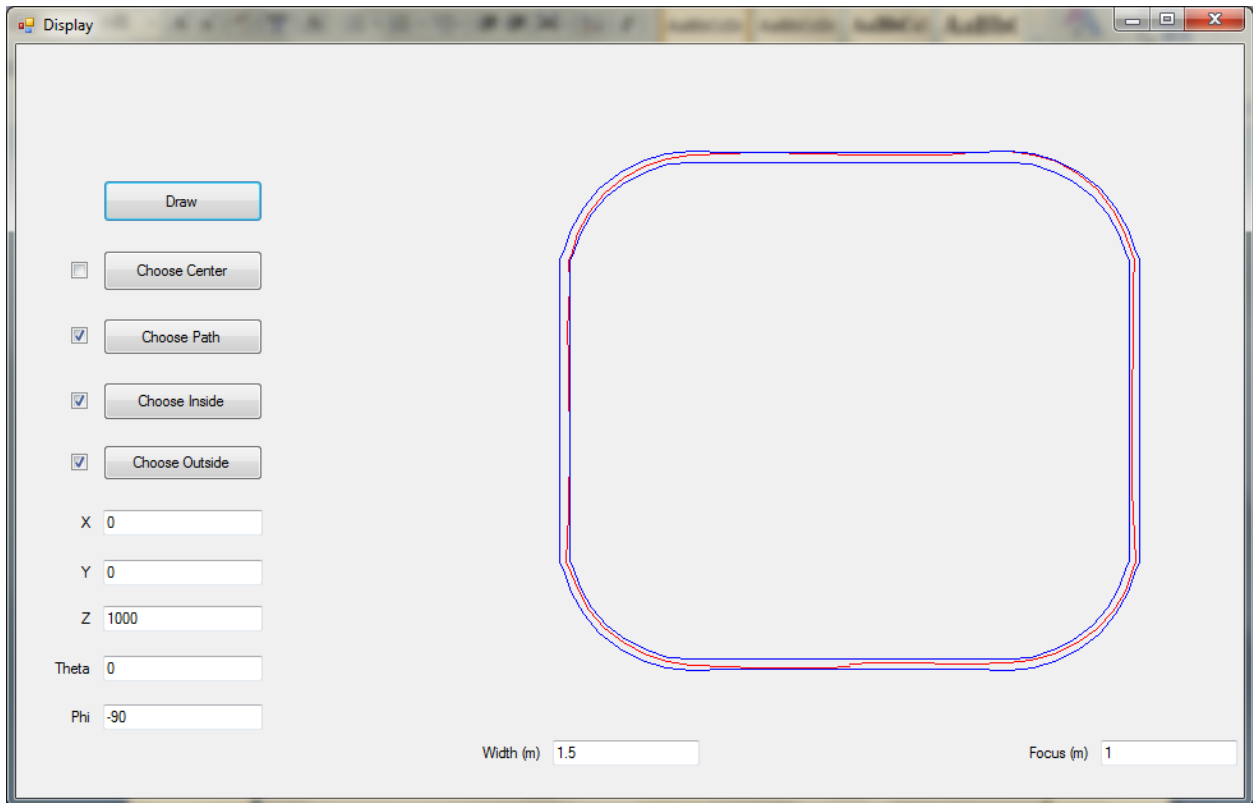 Display
Draw
Choose Center
Choose Path
Choose Inside
Choose Outside
X 0
Y 0
Z 1000
Theta 0
Phi -90
Width (m) 1.5 Focus (m) 1